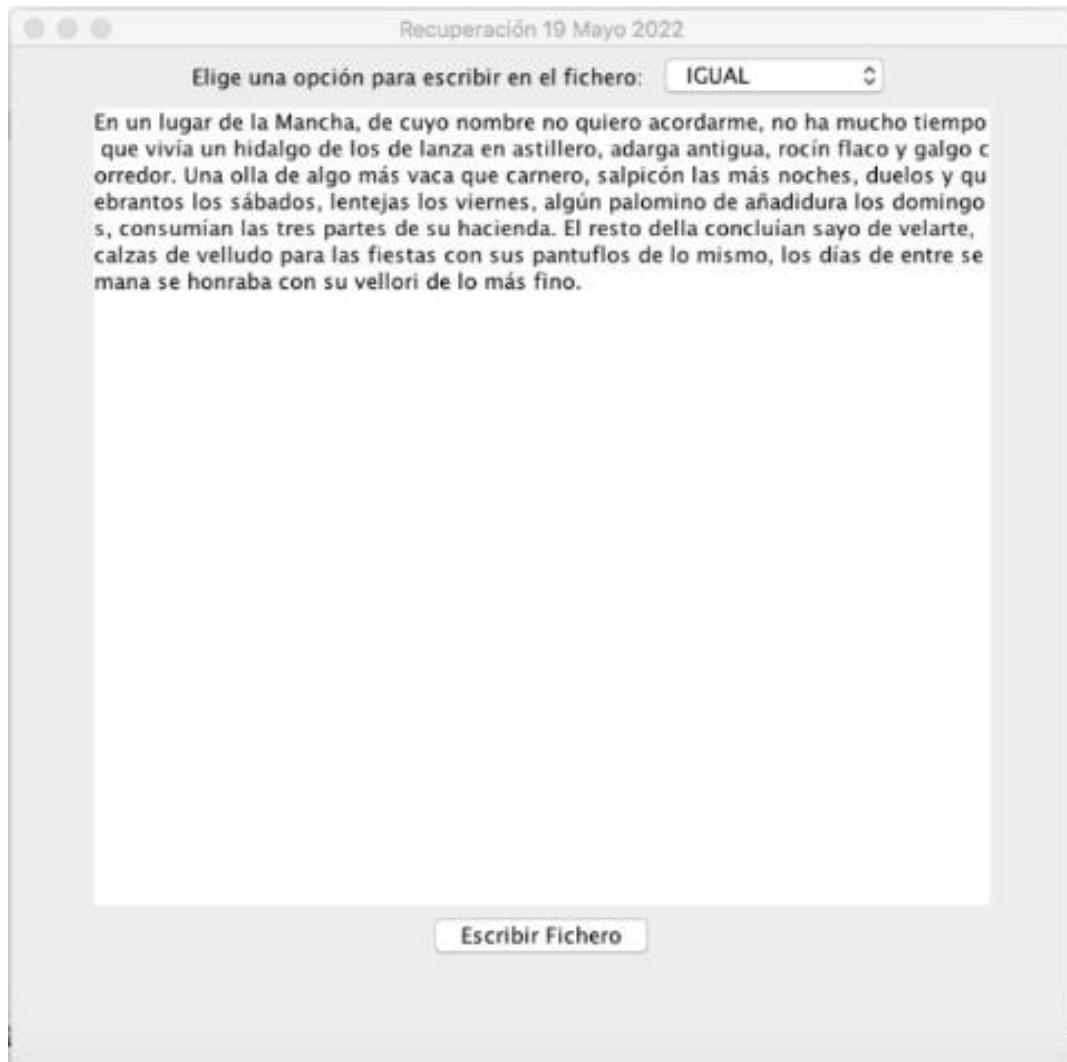 Recuperación 19 Mayo 2022
Elige una opción para escribir en el fichero: IGUAL
En un lugar de la Mancha, de cuyo nombre no quiero acordarme, no ha mucho tiempo
que vivía un hidalgo de los de lanza en astillero, adarga antigua, rocín flaco y galgo c
orredor. Una olla de algo más vaca que carnero, salpicón las más noches, duelos y qu
ebrantos los sábados, lentejas los viernes, algún palomino de añadidura los domingo
s, consumían las tres partes de su hacienda. El resto della concluían sayo de velarte,
calzas de velludo para las fiestas con sus pantuflos de lo mismo, los días de entre se
mana se honraba con su vellori de lo más fino.
Escribir Fichero